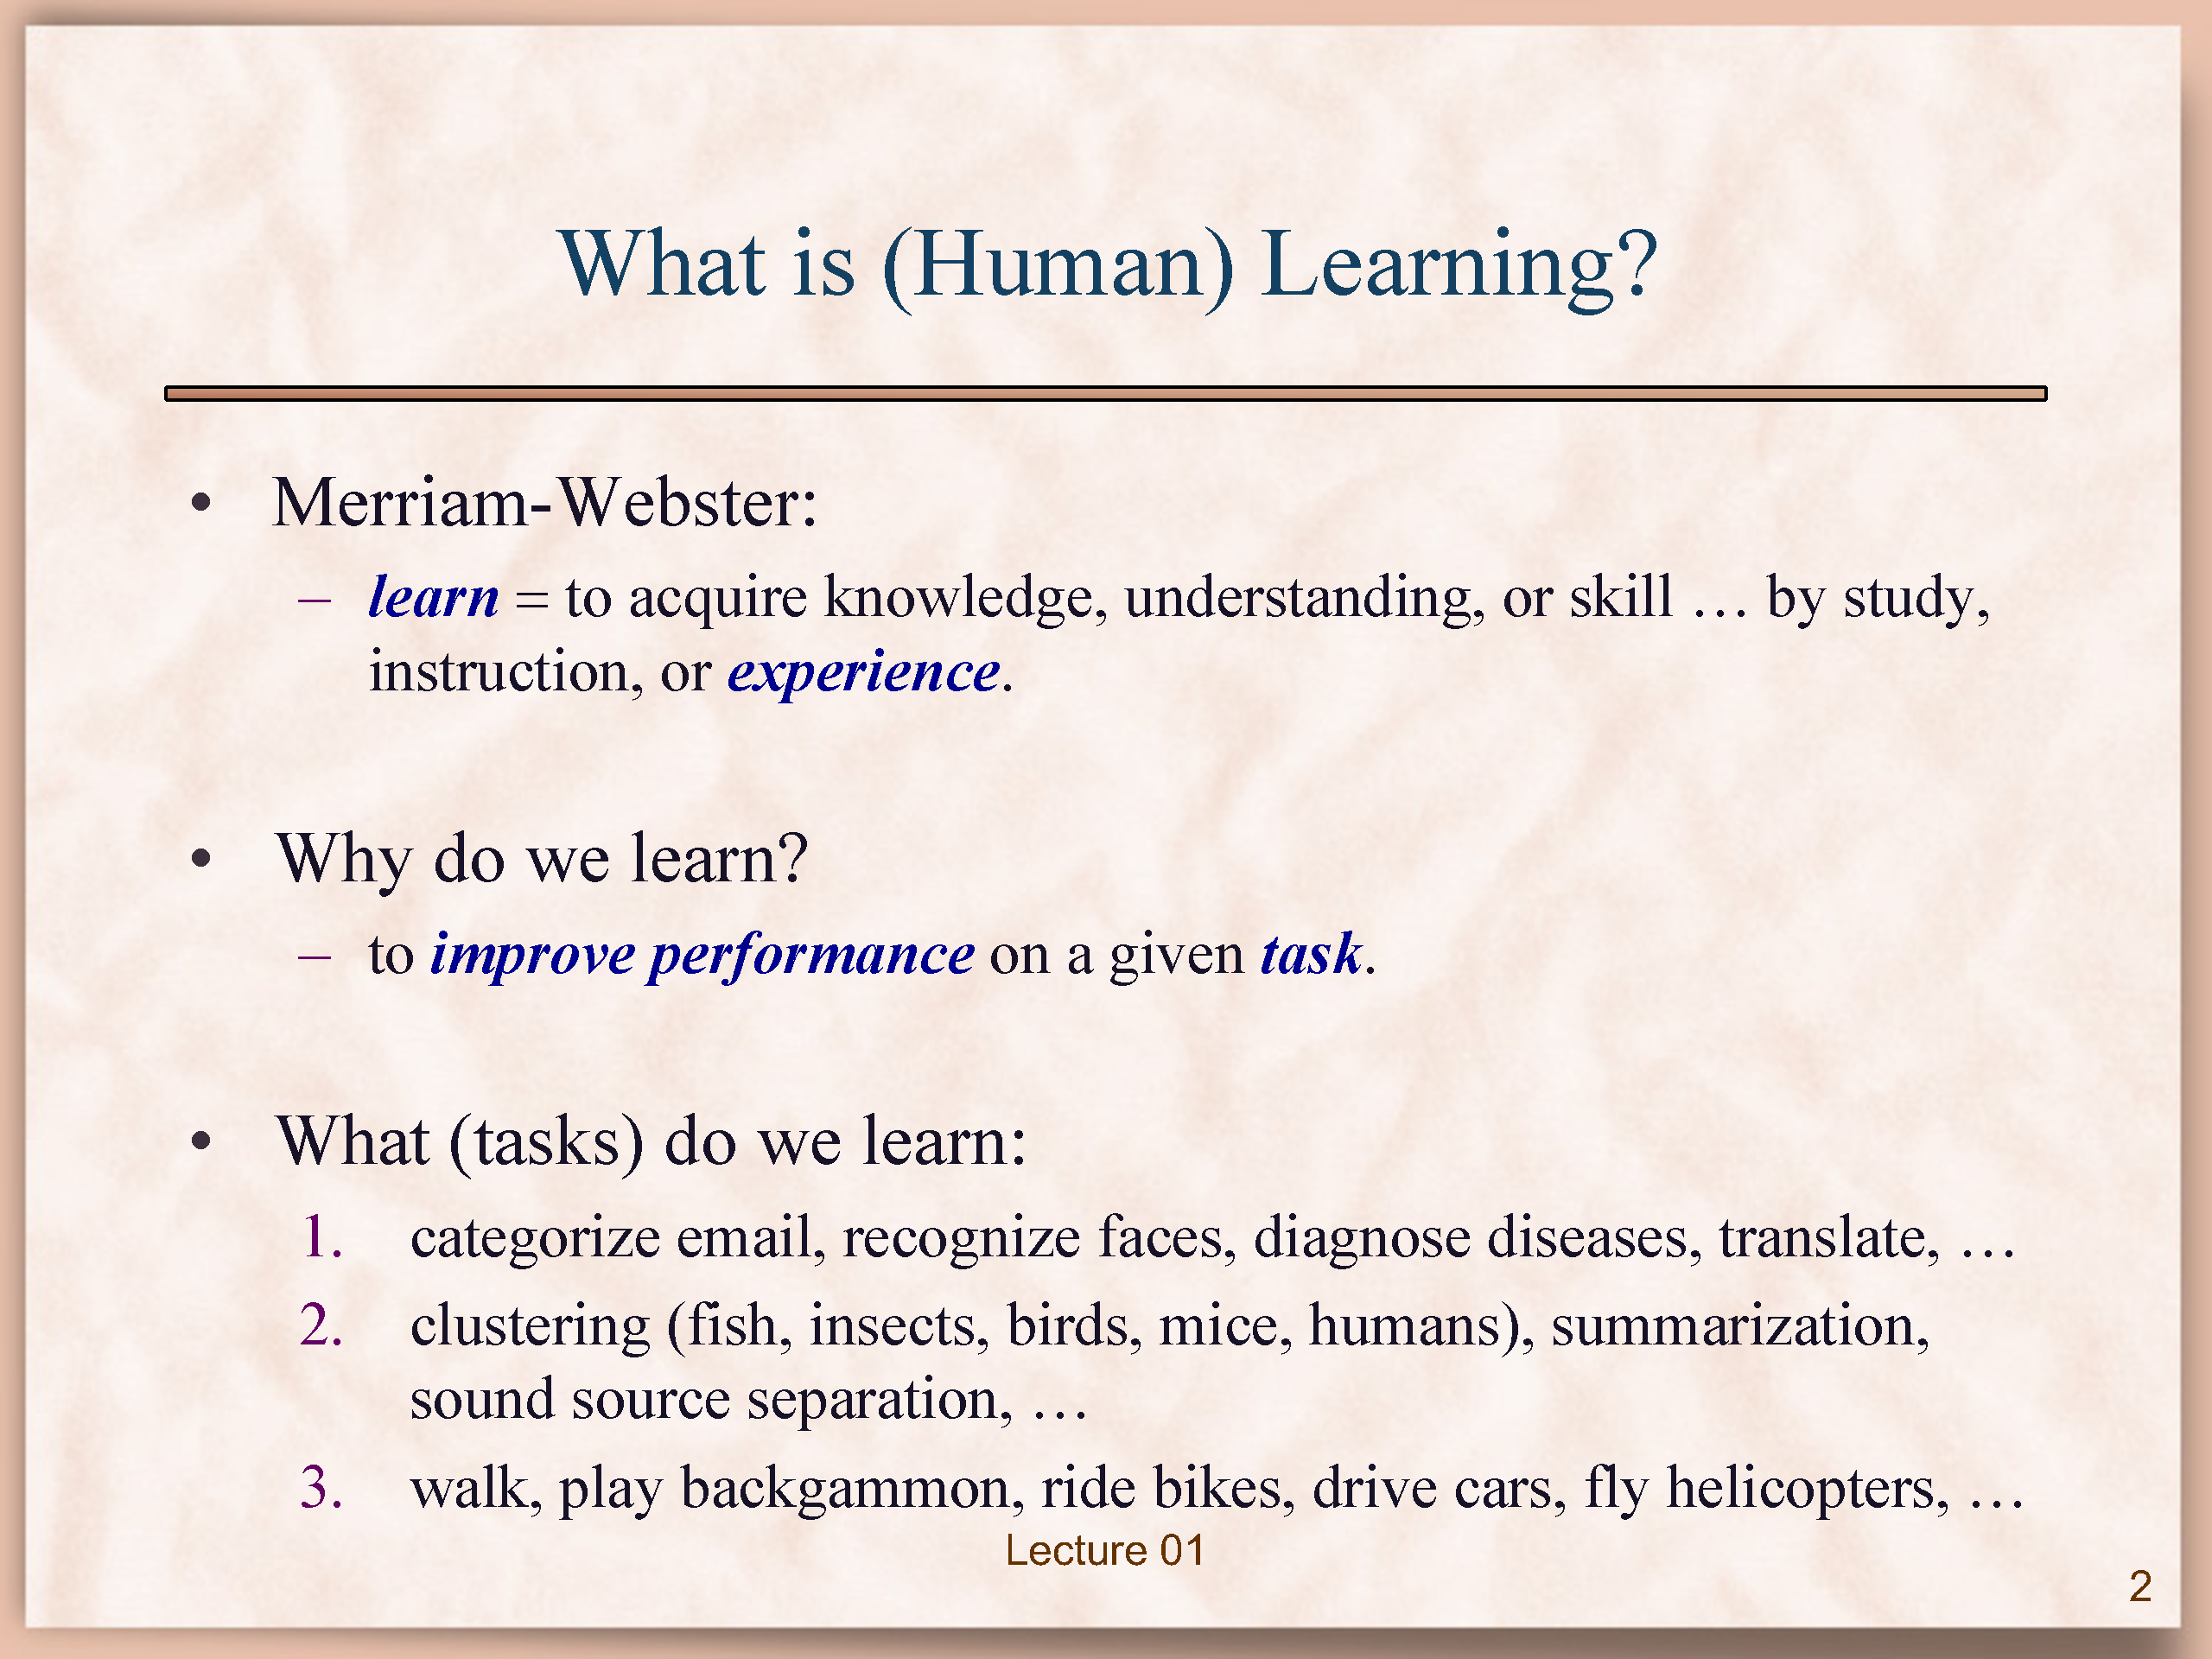 What is (Human) Learning?
• Merriam-Webster:
– learn = to acquire knowledge, understanding, or skill … by study,
instruction, or experience.
• Why do we learn?
– to improve performance on a given task.
• What (tasks) do we learn:
1. categorize email, recognize faces, diagnose diseases, translate, …
2. clustering (fish, insects, birds, mice, humans), summarization,
sound source separation, …
3. walk, play backgammon, ride bikes, drive cars, fly helicopters, …
Lecture 01
2